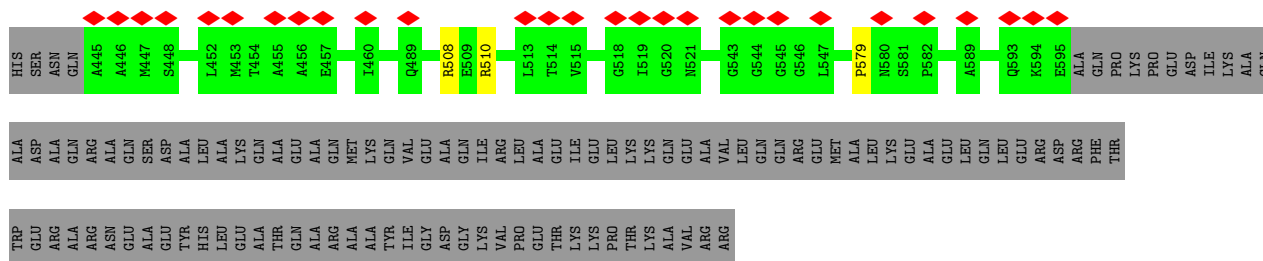 HIS SER ASN GLN A445 A446 M447 S448 L452 M453 T454 A455 A456 E457 I460 Q489 R508 E509 R510 L513 T514 V515 G518 I519 G520 N521 G543 G544 G545 G546 L547 P579 N580 S581 P582 A589 Q593 K594 E595 ALA GLN PRO LYS PRO GLU ASP ILE LYS ALA GLN
ALA ASP ALA GLN ARG ALA GLN SER ASP ALA LEU ALA LYS GLN ALA GLU ALA GLN MET LYS GLN VAL GLU ALA GLN ILE ARG LEU ALA GLU ILE GLU LEU LYS LYS GLN GLU ALA VAL LEU GLN GLN ARG GLU MET ALA LEU LYS GLU ALA GLU LEU GLN LEU GLU ARG ASP ARG PHE THR
TRP GLU ARG ALA ARG ASN GLU ALA GLU TYR HIS LEU GLU ALA THR GLN ALA ARG ALA ALA TYR ILE GLY ASP GLY LYS VAL PRO GLU THR LYS LYS PRO THR LYS ALA VAL ARG ARG